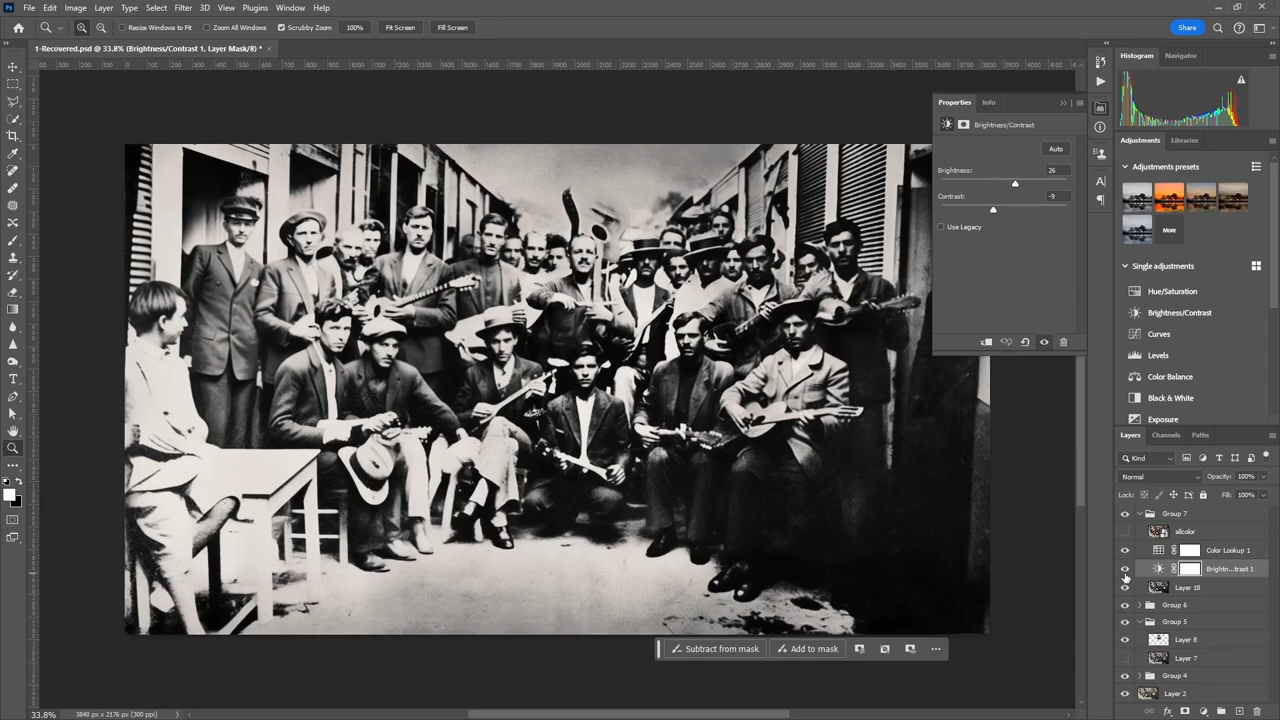 Ps File Edit Image Layer Type Select Filter 3D View Plugins Window Help
Resize Windows to Fit Zoom All Windows Scrubby Zoom 100% Fit Screen Fill Screen Share
1-Recovered.psd @ 33.8% (Brightness/Contrast 1, Layer Mask/8) *
Histogram Navigator
Properties Info
Brightness/Contrast
Auto
Brightness: 26
Contrast: -9
Use Legacy
Adjustments Libraries
Adjustments presets
More
Single adjustments
Hue/Saturation
Brightness/Contrast
Curves
Levels
Color Balance
Black & White
Exposure
Layers Channels Paths
Kind
Normal Opacity: 100%
Lock: Fill: 100%
Group 7
allcolor
Color Lookup 1
Brightn...trast 1
Layer 18
Group 6
Group 5
Layer 8
Layer 7
Group 4
Layer 2
Subtract from mask Add to mask
33.8% 3840 px x 2176 px (300 ppi)